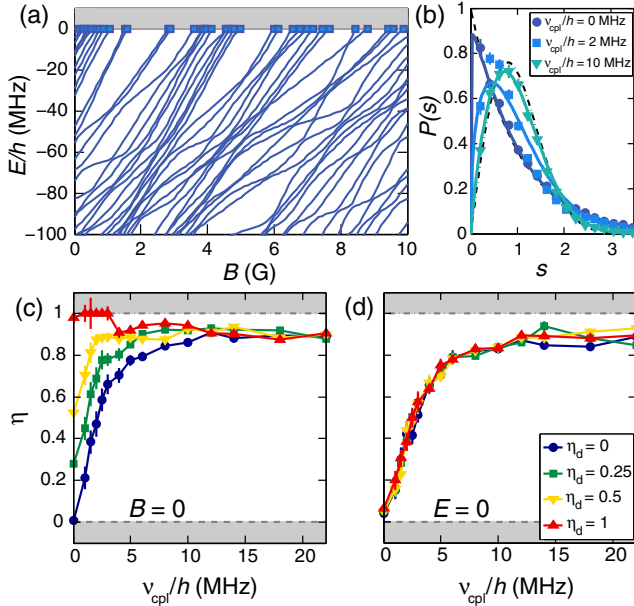 (a)
E/h (MHz)
0
−20
−40
−60
−80
−100
0 2 4 6 8 10
B (G)
(b)
P(s)
1
0.8
0.6
0.4
0.2
0
0 1 2 3
s
ν_cpl/h = 0 MHz
ν_cpl/h = 2 MHz
ν_cpl/h = 10 MHz
(c)
η
1
0.8
0.6
0.4
0.2
0
B = 0
0 5 10 15 20
ν_cpl/h (MHz)
(d)
E = 0
η_d = 0
η_d = 0.25
η_d = 0.5
η_d = 1
0 5 10 15 20
ν_cpl/h (MHz)